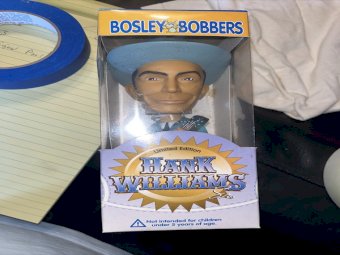 BOSLEY BOBBERS
Limited Edition
HANK
WILLIAMS
Not intended for children
under 3 years of age.